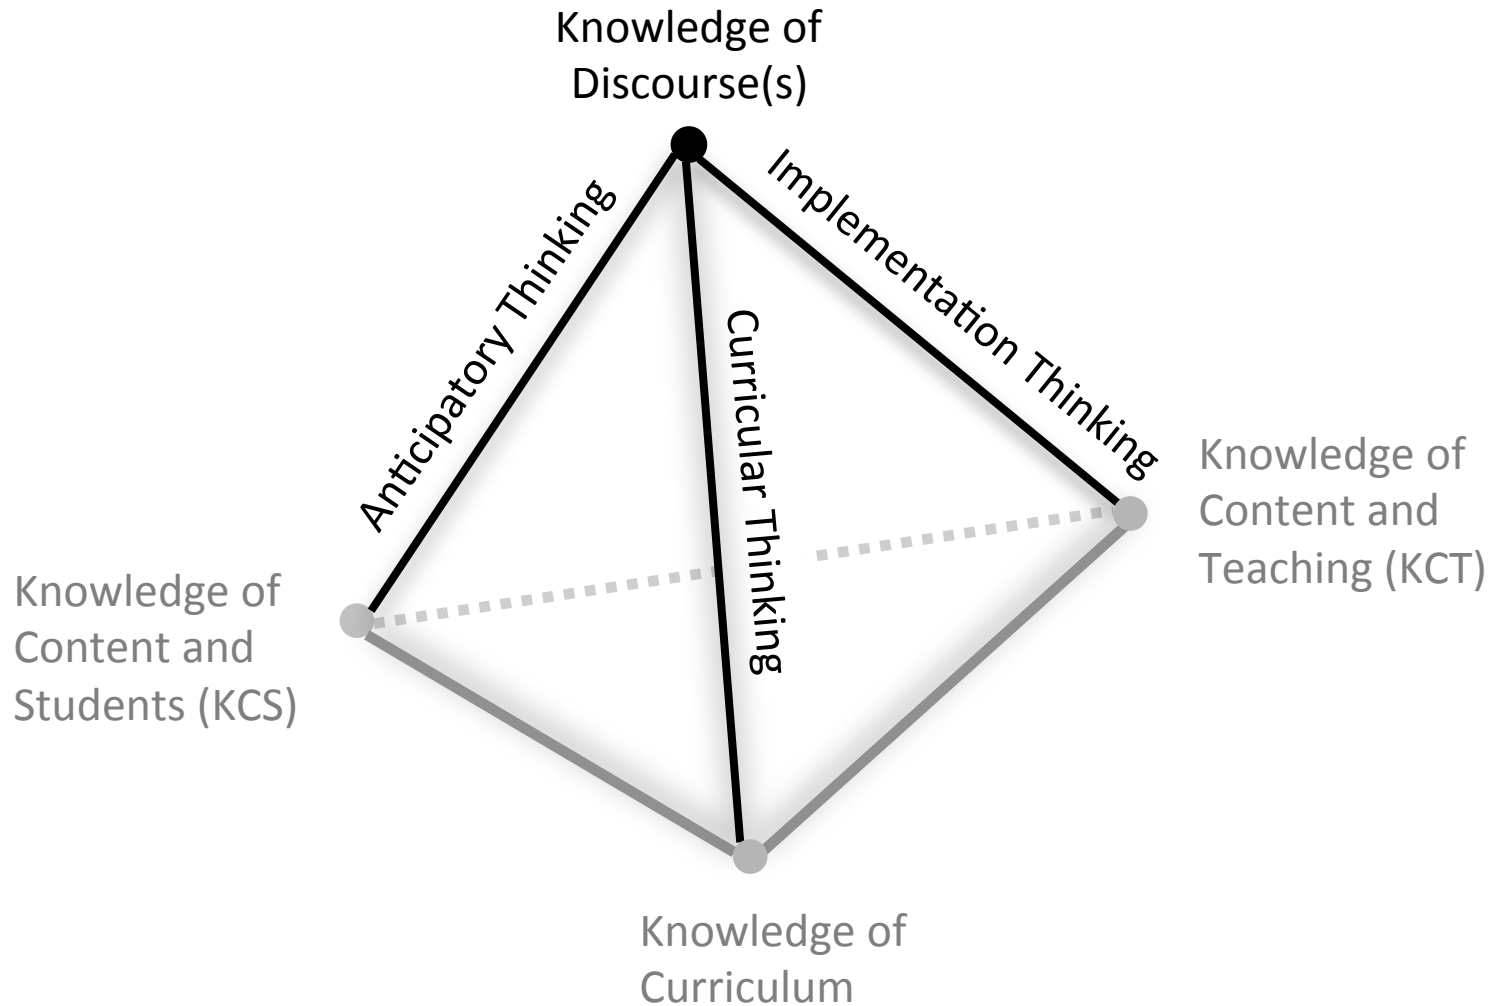 Knowledge of
Discourse(s)
Anticipatory Thinking
Implementation Thinking
Curricular Thinking
Knowledge of
Content and
Teaching (KCT)
Knowledge of
Content and
Students (KCS)
Knowledge of
Curriculum